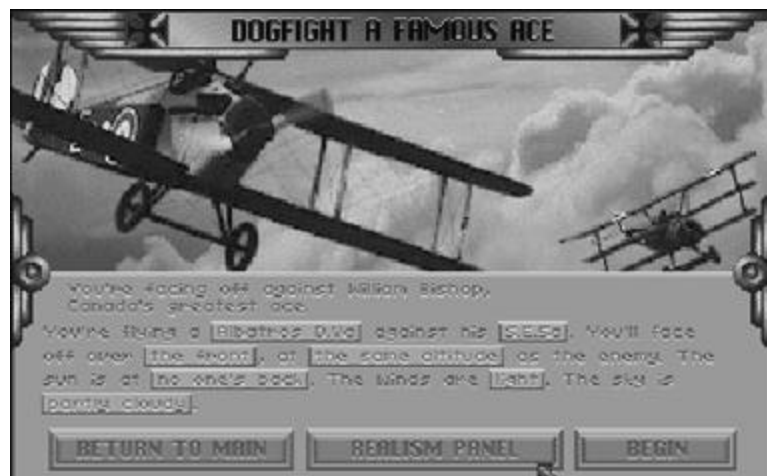 DOGFIGHT A FAMOUS ACE
You're facing off against William Bishop,
Canada's greatest ace.
You're flying a Albatros D.Va against his S.E.5a. You'll face
off over the front, at the same altitude as the enemy. The
sun is at no one's back. The winds are light. The sky is
partly cloudy.
RETURN TO MAIN REALISM PANEL BEGIN